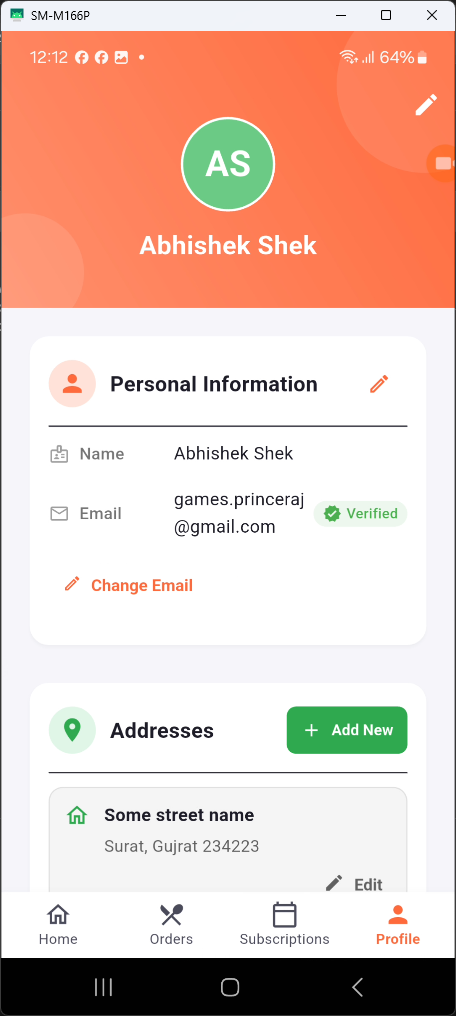 SM-M166P
12:12
64%
AS
Abhishek Shek
Personal Information
Name
Abhishek Shek
Email
games.princeraj
@gmail.com
Verified
Change Email
Addresses
Add New
Some street name
Surat, Gujrat 234223
Edit
Home
Orders
Subscriptions
Profile